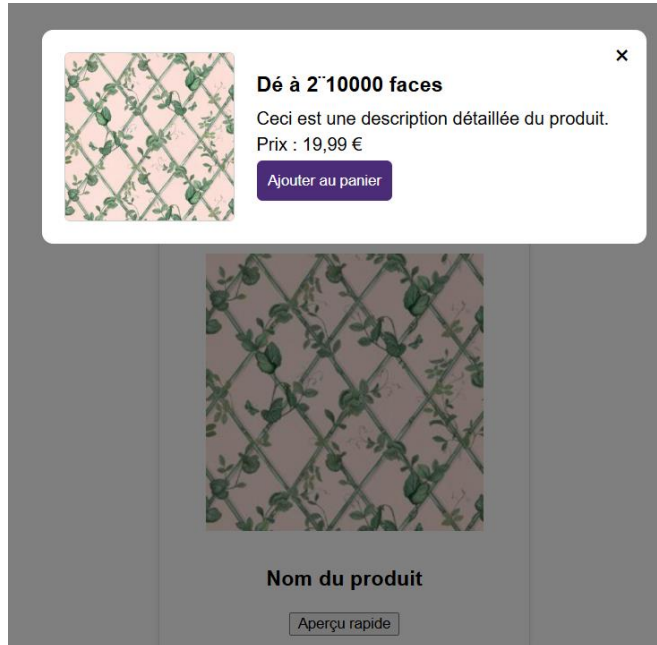 ×
Dé à 2¨10000 faces
Ceci est une description détaillée du produit.
Prix : 19,99 €
Ajouter au panier
Nom du produit
Aperçu rapide